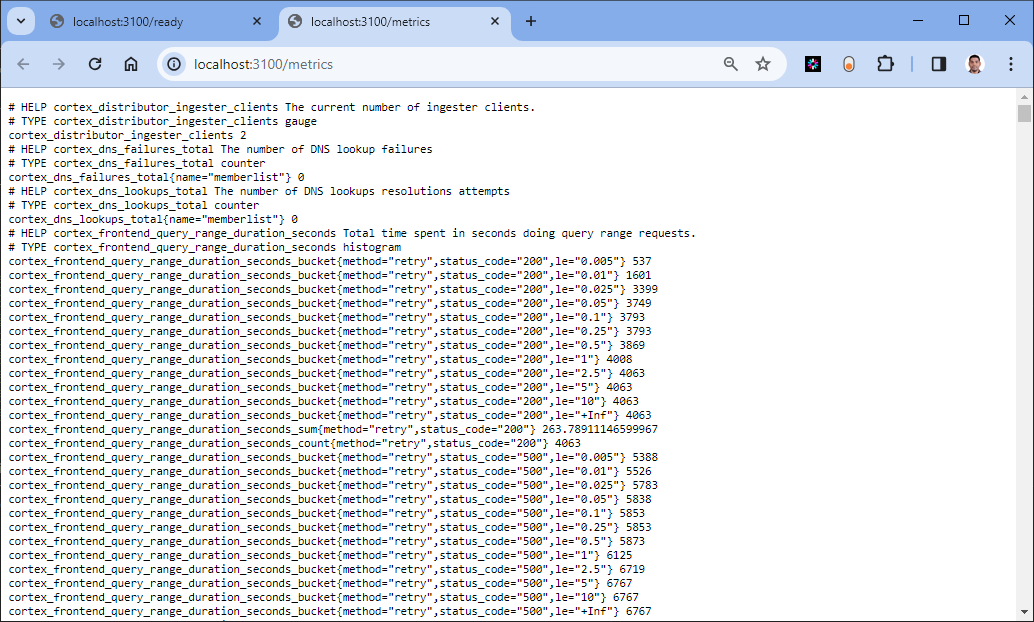 localhost:3100/ready
localhost:3100/metrics
localhost:3100/metrics
# HELP cortex_distributor_ingester_clients The current number of ingester clients.
# TYPE cortex_distributor_ingester_clients gauge
cortex_distributor_ingester_clients 2
# HELP cortex_dns_failures_total The number of DNS lookup failures
# TYPE cortex_dns_failures_total counter
cortex_dns_failures_total{name="memberlist"} 0
# HELP cortex_dns_lookups_total The number of DNS lookups resolutions attempts
# TYPE cortex_dns_lookups_total counter
cortex_dns_lookups_total{name="memberlist"} 0
# HELP cortex_frontend_query_range_duration_seconds Total time spent in seconds doing query range requests.
# TYPE cortex_frontend_query_range_duration_seconds histogram
cortex_frontend_query_range_duration_seconds_bucket{method="retry",status_code="200",le="0.005"} 537
cortex_frontend_query_range_duration_seconds_bucket{method="retry",status_code="200",le="0.01"} 1601
cortex_frontend_query_range_duration_seconds_bucket{method="retry",status_code="200",le="0.025"} 3399
cortex_frontend_query_range_duration_seconds_bucket{method="retry",status_code="200",le="0.05"} 3749
cortex_frontend_query_range_duration_seconds_bucket{method="retry",status_code="200",le="0.1"} 3793
cortex_frontend_query_range_duration_seconds_bucket{method="retry",status_code="200",le="0.25"} 3793
cortex_frontend_query_range_duration_seconds_bucket{method="retry",status_code="200",le="0.5"} 3869
cortex_frontend_query_range_duration_seconds_bucket{method="retry",status_code="200",le="1"} 4008
cortex_frontend_query_range_duration_seconds_bucket{method="retry",status_code="200",le="2.5"} 4063
cortex_frontend_query_range_duration_seconds_bucket{method="retry",status_code="200",le="5"} 4063
cortex_frontend_query_range_duration_seconds_bucket{method="retry",status_code="200",le="10"} 4063
cortex_frontend_query_range_duration_seconds_bucket{method="retry",status_code="200",le="+Inf"} 4063
cortex_frontend_query_range_duration_seconds_sum{method="retry",status_code="200"} 263.78911146599967
cortex_frontend_query_range_duration_seconds_count{method="retry",status_code="200"} 4063
cortex_frontend_query_range_duration_seconds_bucket{method="retry",status_code="500",le="0.005"} 5388
cortex_frontend_query_range_duration_seconds_bucket{method="retry",status_code="500",le="0.01"} 5526
cortex_frontend_query_range_duration_seconds_bucket{method="retry",status_code="500",le="0.025"} 5783
cortex_frontend_query_range_duration_seconds_bucket{method="retry",status_code="500",le="0.05"} 5838
cortex_frontend_query_range_duration_seconds_bucket{method="retry",status_code="500",le="0.1"} 5853
cortex_frontend_query_range_duration_seconds_bucket{method="retry",status_code="500",le="0.25"} 5853
cortex_frontend_query_range_duration_seconds_bucket{method="retry",status_code="500",le="0.5"} 5873
cortex_frontend_query_range_duration_seconds_bucket{method="retry",status_code="500",le="1"} 6125
cortex_frontend_query_range_duration_seconds_bucket{method="retry",status_code="500",le="2.5"} 6719
cortex_frontend_query_range_duration_seconds_bucket{method="retry",status_code="500",le="5"} 6767
cortex_frontend_query_range_duration_seconds_bucket{method="retry",status_code="500",le="10"} 6767
cortex_frontend_query_range_duration_seconds_bucket{method="retry",status_code="500",le="+Inf"} 6767